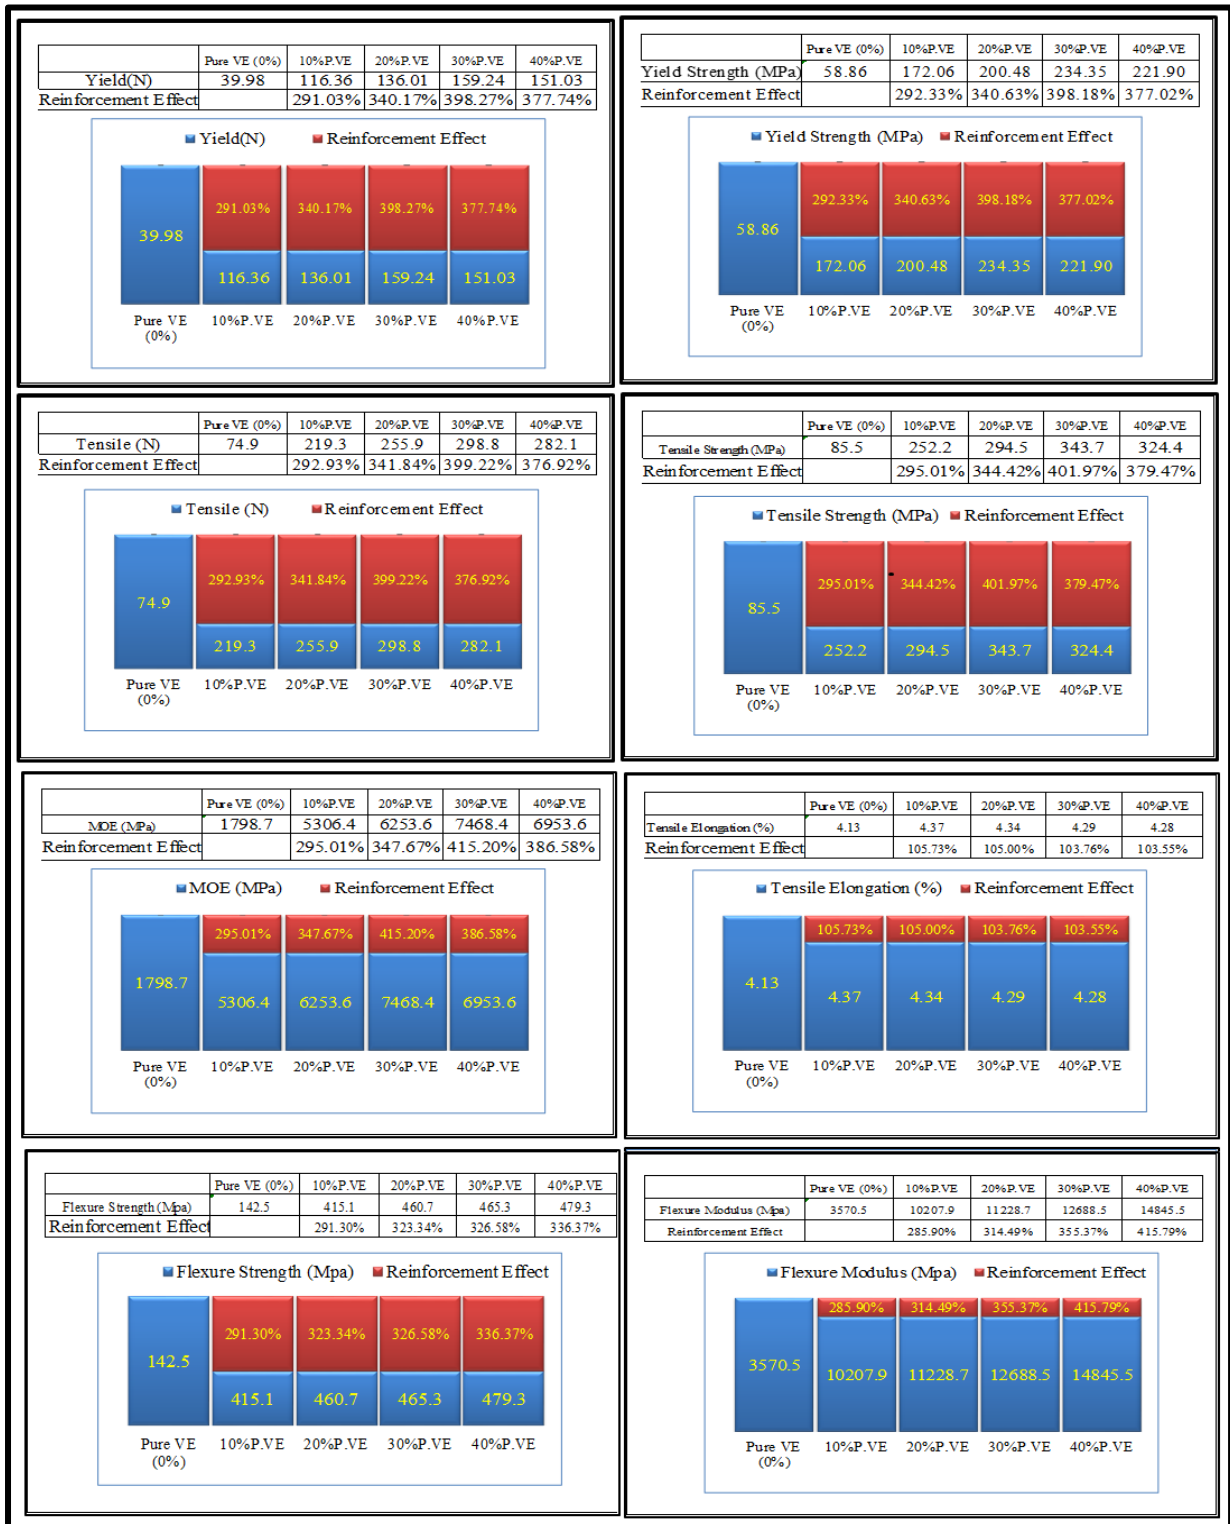 Pure VE (0%) 10%P.VE 20%P.VE 30%P.VE 40%P.VE
Yield(N) 39.98 116.36 136.01 159.24 151.03
Reinforcement Effect 291.03% 340.17% 398.27% 377.74%
Yield(N) Reinforcement Effect
291.03% 340.17% 398.27% 377.74%
39.98
116.36 136.01 159.24 151.03
Pure VE 10%P.VE 20%P.VE 30%P.VE 40%P.VE
(0%)
Pure VE (0%) 10%P.VE 20%P.VE 30%P.VE 40%P.VE
Yield Strength (MPa) 58.86 172.06 200.48 234.35 221.90
Reinforcement Effect 292.33% 340.63% 398.18% 377.02%
Yield Strength (MPa) Reinforcement Effect
292.33% 340.63% 398.18% 377.02%
58.86
172.06 200.48 234.35 221.90
Pure VE 10%P.VE 20%P.VE 30%P.VE 40%P.VE
(0%)
Pure VE (0%) 10%P.VE 20%P.VE 30%P.VE 40%P.VE
Tensile (N) 74.9 219.3 255.9 298.8 282.1
Reinforcement Effect 292.93% 341.84% 399.22% 376.92%
Tensile (N) Reinforcement Effect
292.93% 341.84% 399.22% 376.92%
74.9
219.3 255.9 298.8 282.1
Pure VE 10%P.VE 20%P.VE 30%P.VE 40%P.VE
(0%)
Pure VE (0%) 10%P.VE 20%P.VE 30%P.VE 40%P.VE
Tensile Strength (MPa) 85.5 252.2 294.5 343.7 324.4
Reinforcement Effect 295.01% 344.42% 401.97% 379.47%
Tensile Strength (MPa) Reinforcement Effect
295.01% 344.42% 401.97% 379.47%
85.5
252.2 294.5 343.7 324.4
Pure VE 10%P.VE 20%P.VE 30%P.VE 40%P.VE
(0%)
Pure VE (0%) 10%P.VE 20%P.VE 30%P.VE 40%P.VE
MOE (MPa) 1798.7 5306.4 6253.6 7468.4 6953.6
Reinforcement Effect 295.01% 347.67% 415.20% 386.58%
MOE (MPa) Reinforcement Effect
295.01% 347.67% 415.20% 386.58%
1798.7
5306.4 6253.6 7468.4 6953.6
Pure VE 10%P.VE 20%P.VE 30%P.VE 40%P.VE
(0%)
Pure VE (0%) 10%P.VE 20%P.VE 30%P.VE 40%P.VE
Tensile Elongation (%) 4.13 4.37 4.34 4.29 4.28
Reinforcement Effect 105.73% 105.00% 103.76% 103.55%
Tensile Elongation (%) Reinforcement Effect
105.73% 105.00% 103.76% 103.55%
4.13
4.37 4.34 4.29 4.28
Pure VE 10%P.VE 20%P.VE 30%P.VE 40%P.VE
(0%)
Pure VE (0%) 10%P.VE 20%P.VE 30%P.VE 40%P.VE
Flexure Strength (Mpa) 142.5 415.1 460.7 465.3 479.3
Reinforcement Effect 291.30% 323.34% 326.58% 336.37%
Flexure Strength (Mpa) Reinforcement Effect
291.30% 323.34% 326.58% 336.37%
142.5
415.1 460.7 465.3 479.3
Pure VE 10%P.VE 20%P.VE 30%P.VE 40%P.VE
(0%)
Pure VE (0%) 10%P.VE 20%P.VE 30%P.VE 40%P.VE
Flexure Modulus (Mpa) 3570.5 10207.9 11228.7 12688.5 14845.5
Reinforcement Effect 285.90% 314.49% 355.37% 415.79%
Flexure Modulus (Mpa) Reinforcement Effect
285.90% 314.49% 355.37% 415.79%
3570.5
10207.9 11228.7 12688.5 14845.5
Pure VE 10%P.VE 20%P.VE 30%P.VE 40%P.VE
(0%)